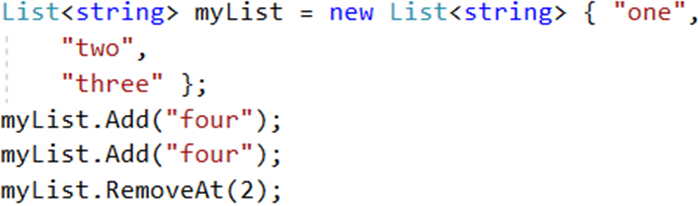 List<string> myList = new List<string> { "one",
"two",
"three" };
myList.Add("four");
myList.Add("four");
myList.RemoveAt(2);